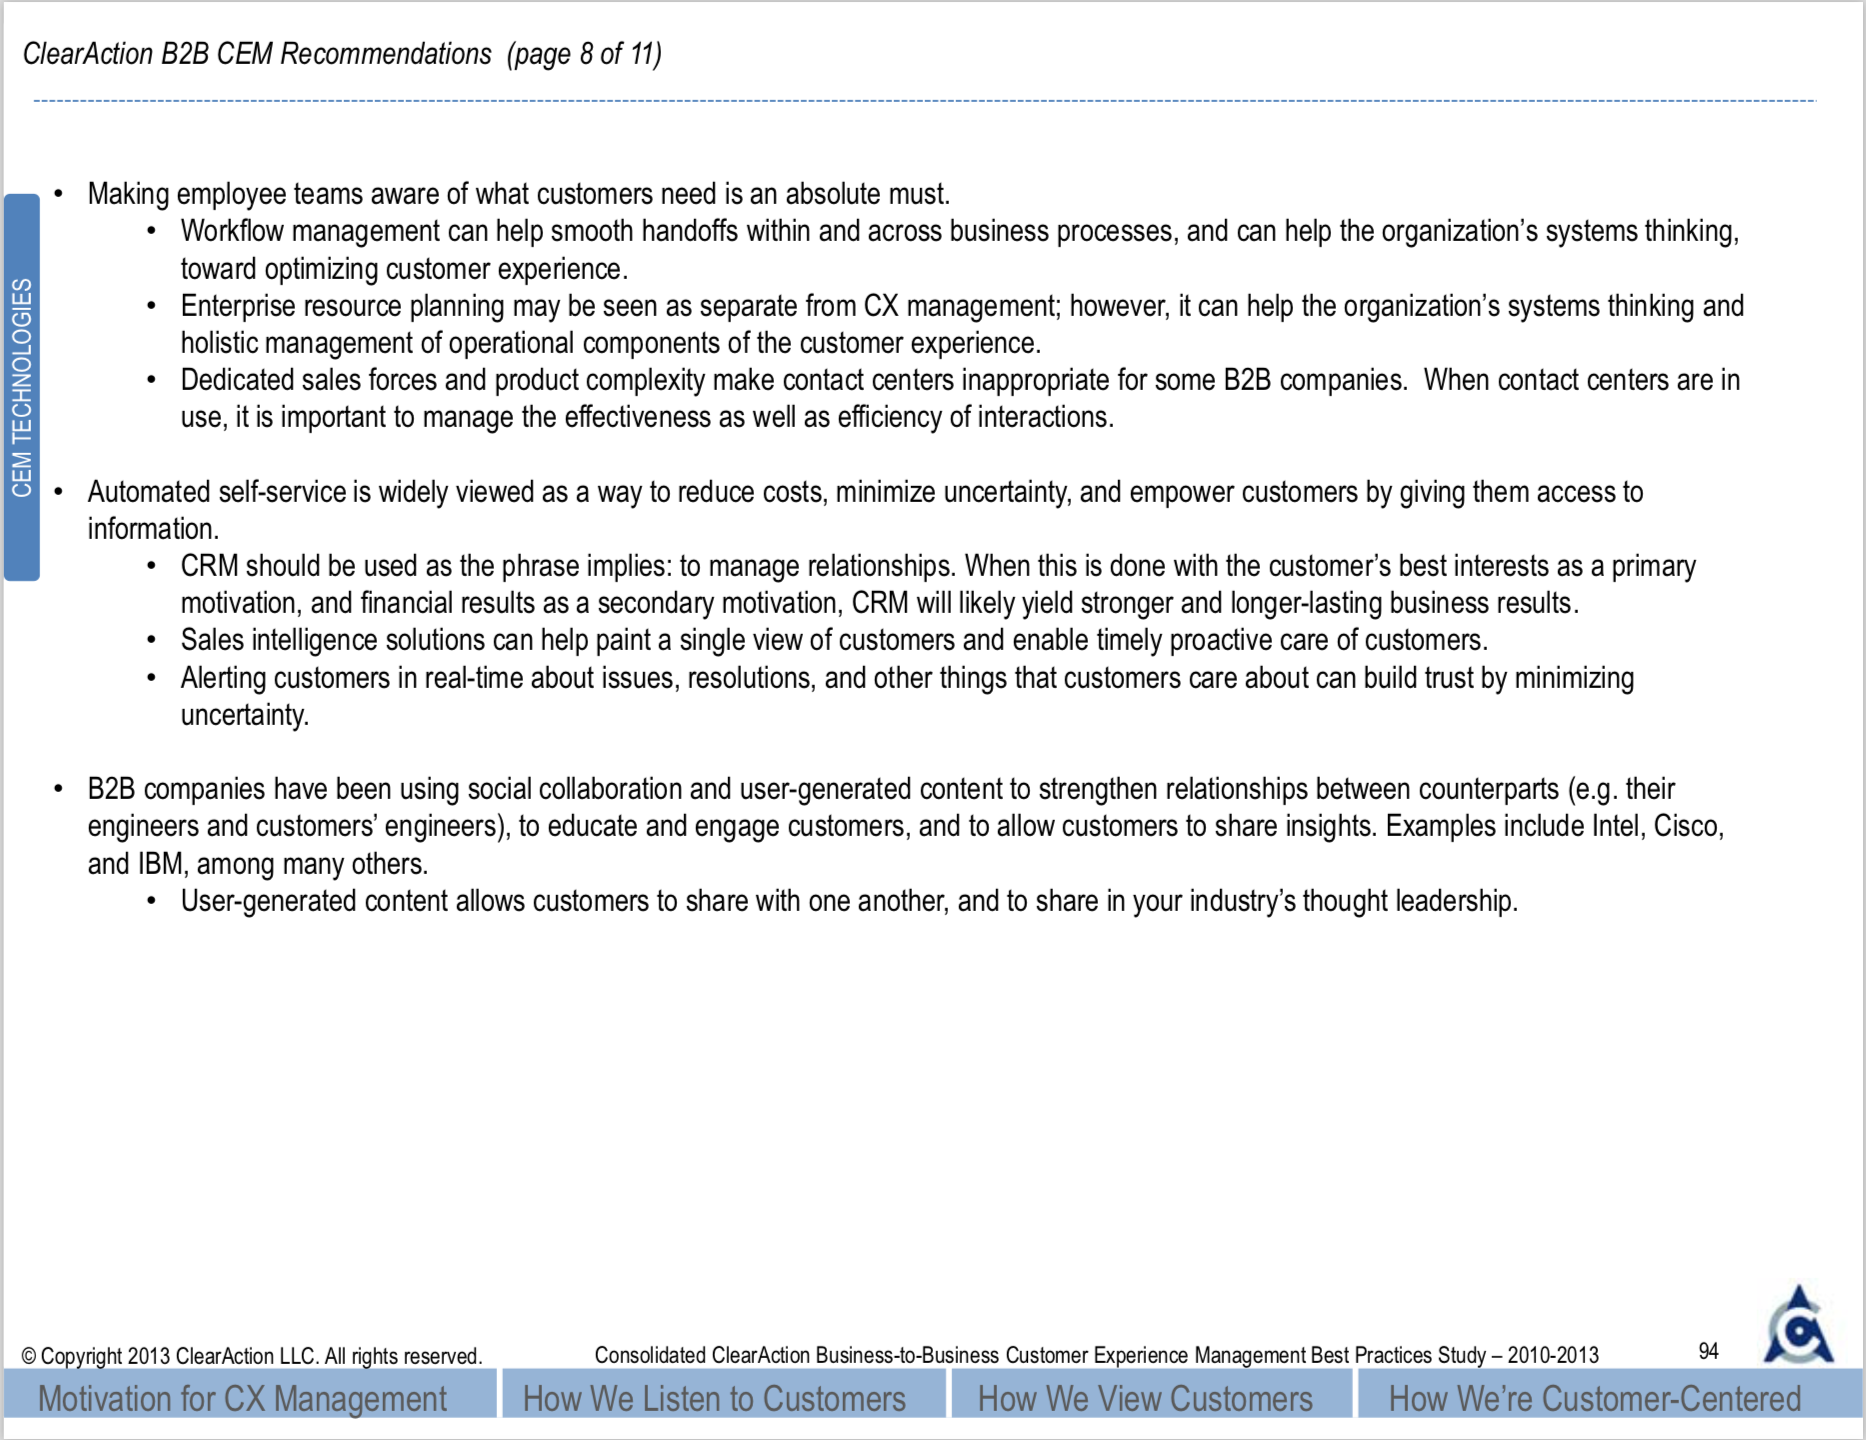 ClearAction B2B CEM Recommendations  (page 8 of 11)
CEM TECHNOLOGIES
• Making employee teams aware of what customers need is an absolute must.
• Workflow management can help smooth handoffs within and across business processes, and can help the organization’s systems thinking,
toward optimizing customer experience.
• Enterprise resource planning may be seen as separate from CX management; however, it can help the organization’s systems thinking and
holistic management of operational components of the customer experience.
• Dedicated sales forces and product complexity make contact centers inappropriate for some B2B companies.  When contact centers are in
use, it is important to manage the effectiveness as well as efficiency of interactions.
• Automated self-service is widely viewed as a way to reduce costs, minimize uncertainty, and empower customers by giving them access to
information.
• CRM should be used as the phrase implies: to manage relationships. When this is done with the customer’s best interests as a primary
motivation, and financial results as a secondary motivation, CRM will likely yield stronger and longer-lasting business results.
• Sales intelligence solutions can help paint a single view of customers and enable timely proactive care of customers.
• Alerting customers in real-time about issues, resolutions, and other things that customers care about can build trust by minimizing
uncertainty.
• B2B companies have been using social collaboration and user-generated content to strengthen relationships between counterparts (e.g. their
engineers and customers’ engineers), to educate and engage customers, and to allow customers to share insights. Examples include Intel, Cisco,
and IBM, among many others.
• User-generated content allows customers to share with one another, and to share in your industry’s thought leadership.
© Copyright 2013 ClearAction LLC. All rights reserved.
Consolidated ClearAction Business-to-Business Customer Experience Management Best Practices Study – 2010-2013
94
Motivation for CX Management
How We Listen to Customers
How We View Customers
How We’re Customer-Centered